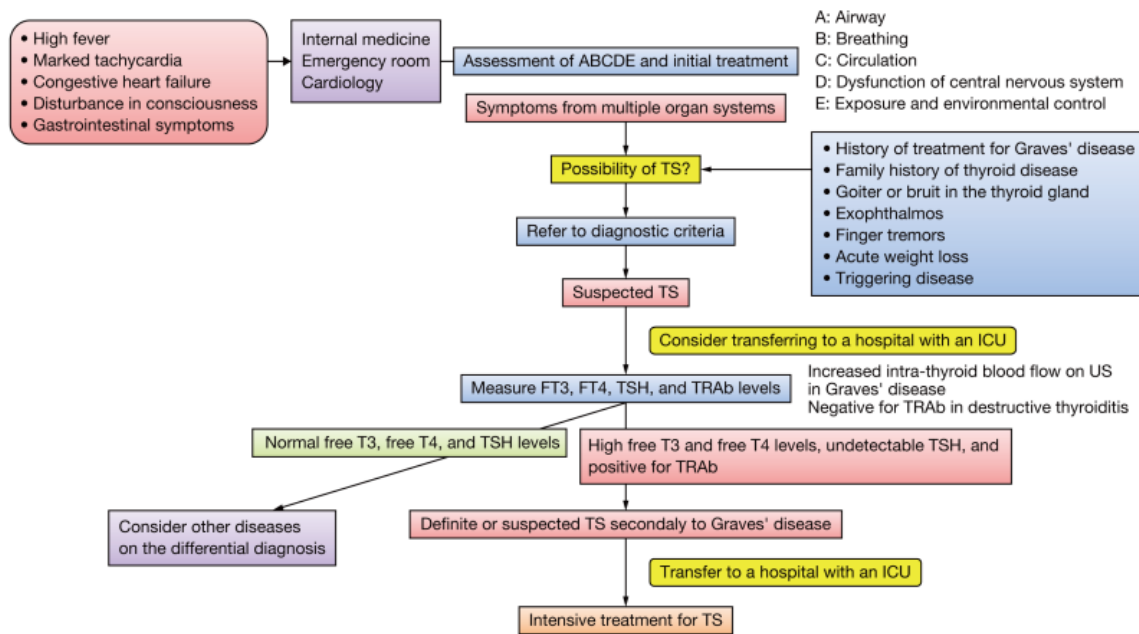 • High fever
• Marked tachycardia
• Congestive heart failure
• Disturbance in consciousness
• Gastrointestinal symptoms
Internal medicine
Emergency room
Cardiology
Assessment of ABCDE and initial treatment
A: Airway
B: Breathing
C: Circulation
D: Dysfunction of central nervous system
E: Exposure and environmental control
Symptoms from multiple organ systems
Possibility of TS?
• History of treatment for Graves' disease
• Family history of thyroid disease
• Goiter or bruit in the thyroid gland
• Exophthalmos
• Finger tremors
• Acute weight loss
• Triggering disease
Refer to diagnostic criteria
Suspected TS
Consider transferring to a hospital with an ICU
Measure FT3, FT4, TSH, and TRAb levels
Increased intra-thyroid blood flow on US
in Graves' disease
Negative for TRAb in destructive thyroiditis
Normal free T3, free T4, and TSH levels
High free T3 and free T4 levels, undetectable TSH, and
positive for TRAb
Consider other diseases
on the differential diagnosis
Definite or suspected TS secondaly to Graves' disease
Transfer to a hospital with an ICU
Intensive treatment for TS